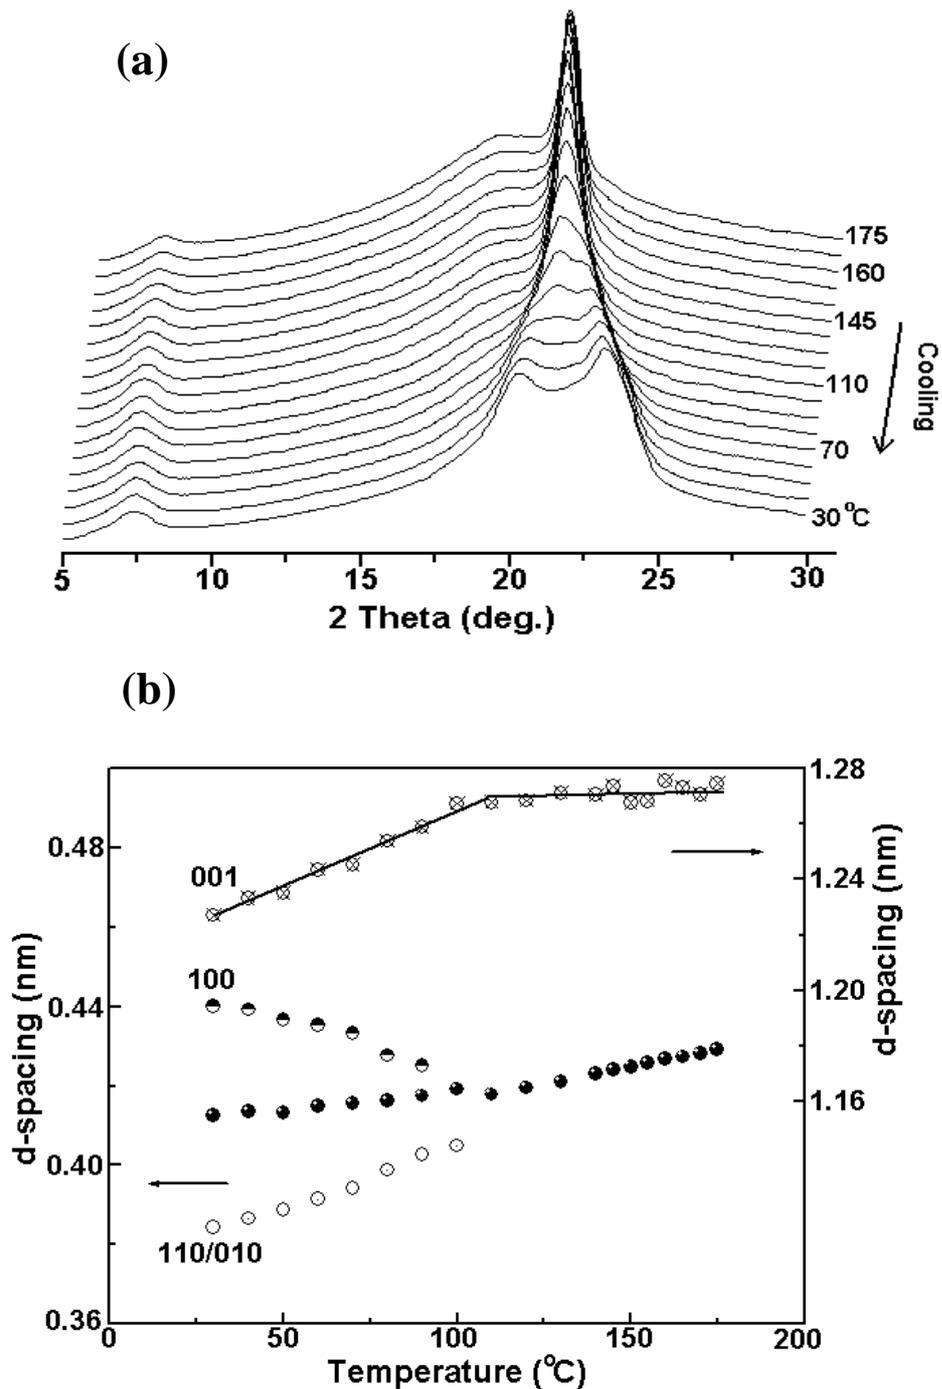 (a)
175
160
145
110
70
30 °C
Cooling
5 10 15 20 25 30
2 Theta (deg.)
(b)
1.28
0.48
001
1.24
100
0.44
1.20
1.16
0.40
110/010
0.36
d-spacing (nm)
d-spacing (nm)
0 50 100 150 200
Temperature (°C)